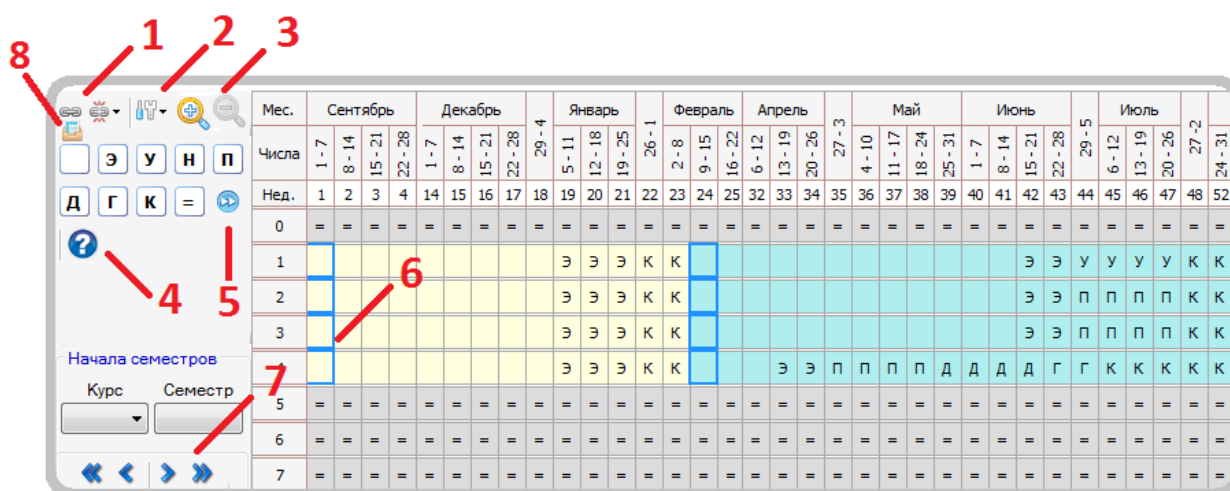 1 2 3
8
Мес. Сентябрь Декабрь 29 - 4 Январь 26 - 1 Февраль Апрель 27 - 3 Май Июнь 29 - 5 Июль 27 -2
Числа 1 - 7 8 - 14 15 - 21 22 - 28 1 - 7 8 - 14 15 - 21 22 - 28 5 - 11 12 - 18 19 - 25 2 - 8 9 - 15 16 - 22 6 - 12 13 - 19 20 - 26 4 - 10 11 - 17 18 - 24 25 - 31 1 - 7 8 - 14 15 - 21 22 - 28 6 - 12 13 - 19 20 - 26 24 - 31
Э У Н П
Нед. 1 2 3 4 14 15 16 17 18 19 20 21 22 23 24 25 32 33 34 35 36 37 38 39 40 41 42 43 44 45 46 47 48 52
Д Г К =
0 = = = = = = = = = = = = = = = = = = = = = = = = = = = = = = = = = =
?
1 Э Э Э К К Э Э У У У У К К
6
4 5
2 Э Э Э К К Э Э П П П П К К
3 Э Э Э К К Э Э П П П П К К
Начала семестров
Э Э Э К К Э Э П П П П Д Д Д Д Г Г К К К К К
7
Курс Семестр
5 = = = = = = = = = = = = = = = = = = = = = = = = = = = = = = = = = =
6 = = = = = = = = = = = = = = = = = = = = = = = = = = = = = = = = = =
7 = = = = = = = = = = = = = = = = = = = = = = = = = = = = = = = = = =